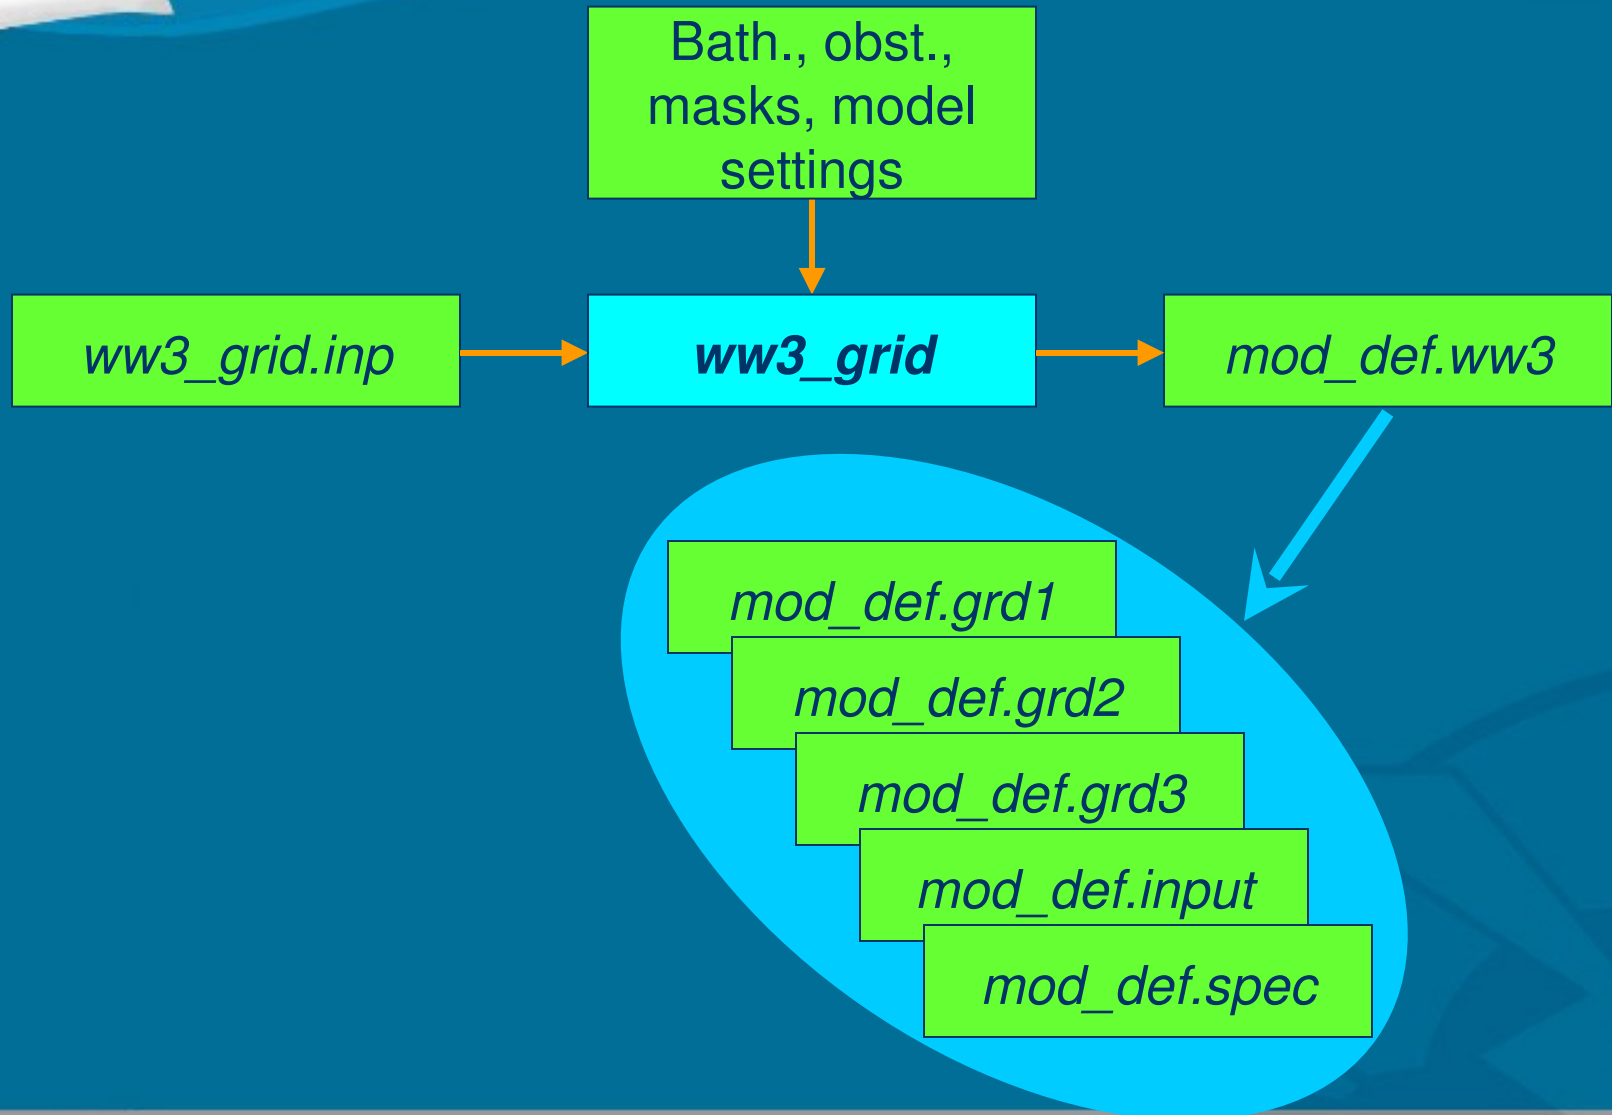 Bath., obst.,
masks, model
settings
ww3_grid.inp
ww3_grid
mod_def.ww3
mod_def.grd1
mod_def.grd2
mod_def.grd3
mod_def.input
mod_def.spec